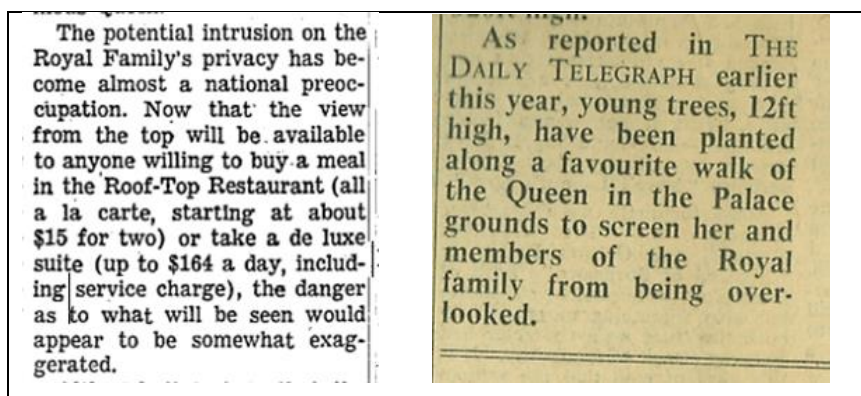 The potential intrusion on the
Royal Family's privacy has be-
come almost a national preoc-
cupation. Now that the view
from the top will be available
to anyone willing to buy a meal
in the Roof-Top Restaurant (all
a la carte, starting at about
$15 for two) or take a de luxe
suite (up to $164 a day, includ-
ing service charge), the danger
as to what will be seen would
appear to be somewhat exag-
gerated.
As reported in THE
DAILY TELEGRAPH earlier
this year, young trees, 12ft
high, have been planted
along a favourite walk of
the Queen in the Palace
grounds to screen her and
members of the Royal
family from being over-
looked.